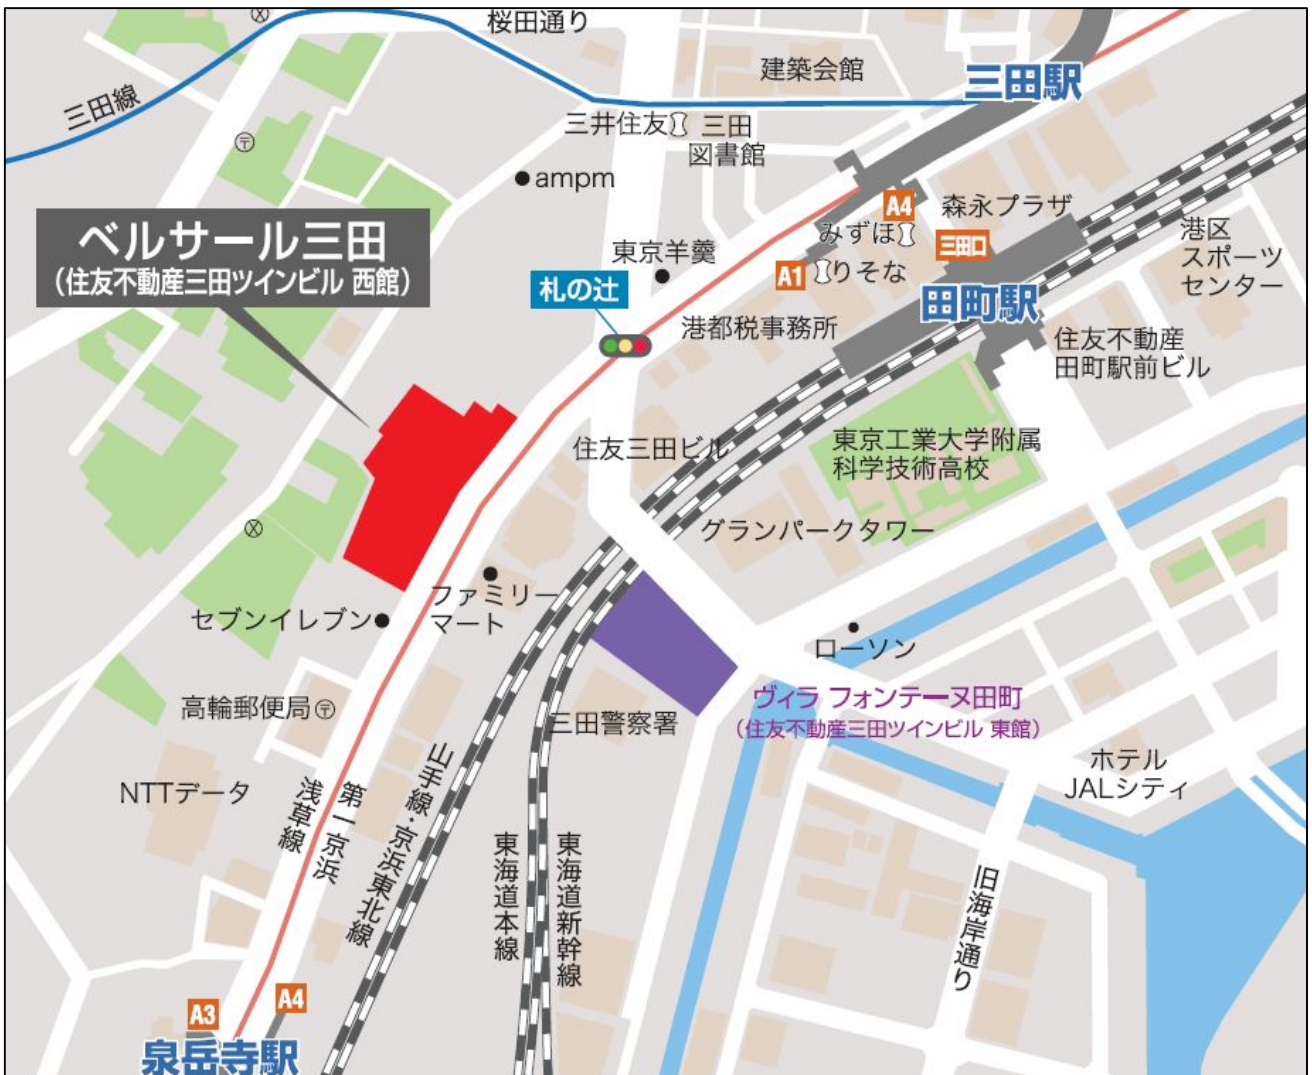 桜田通り
建築会館
三田駅
三田線
三井住友
三田
図書館
ampm
A4
森永プラザ
みずほ
三田口
港区
スポーツ
センター
ベルサール三田
(住友不動産三田ツインビル 西館)
東京羊羹
A1
りそな
札の辻
田町駅
港都税事務所
住友不動産
田町駅前ビル
住友三田ビル
東京工業大学附属
科学技術高校
グランパークタワー
ファミリー
マート
セブンイレブン
ローソン
高輪郵便局
三田警察署
ヴィラ フォンテーヌ田町
(住友不動産三田ツインビル 東館)
NTTデータ
浅草線
第一京浜
山手線・京浜東北線
東海道本線
東海道新幹線
ホテル
JALシティ
旧海岸通り
A3
A4
泉岳寺駅